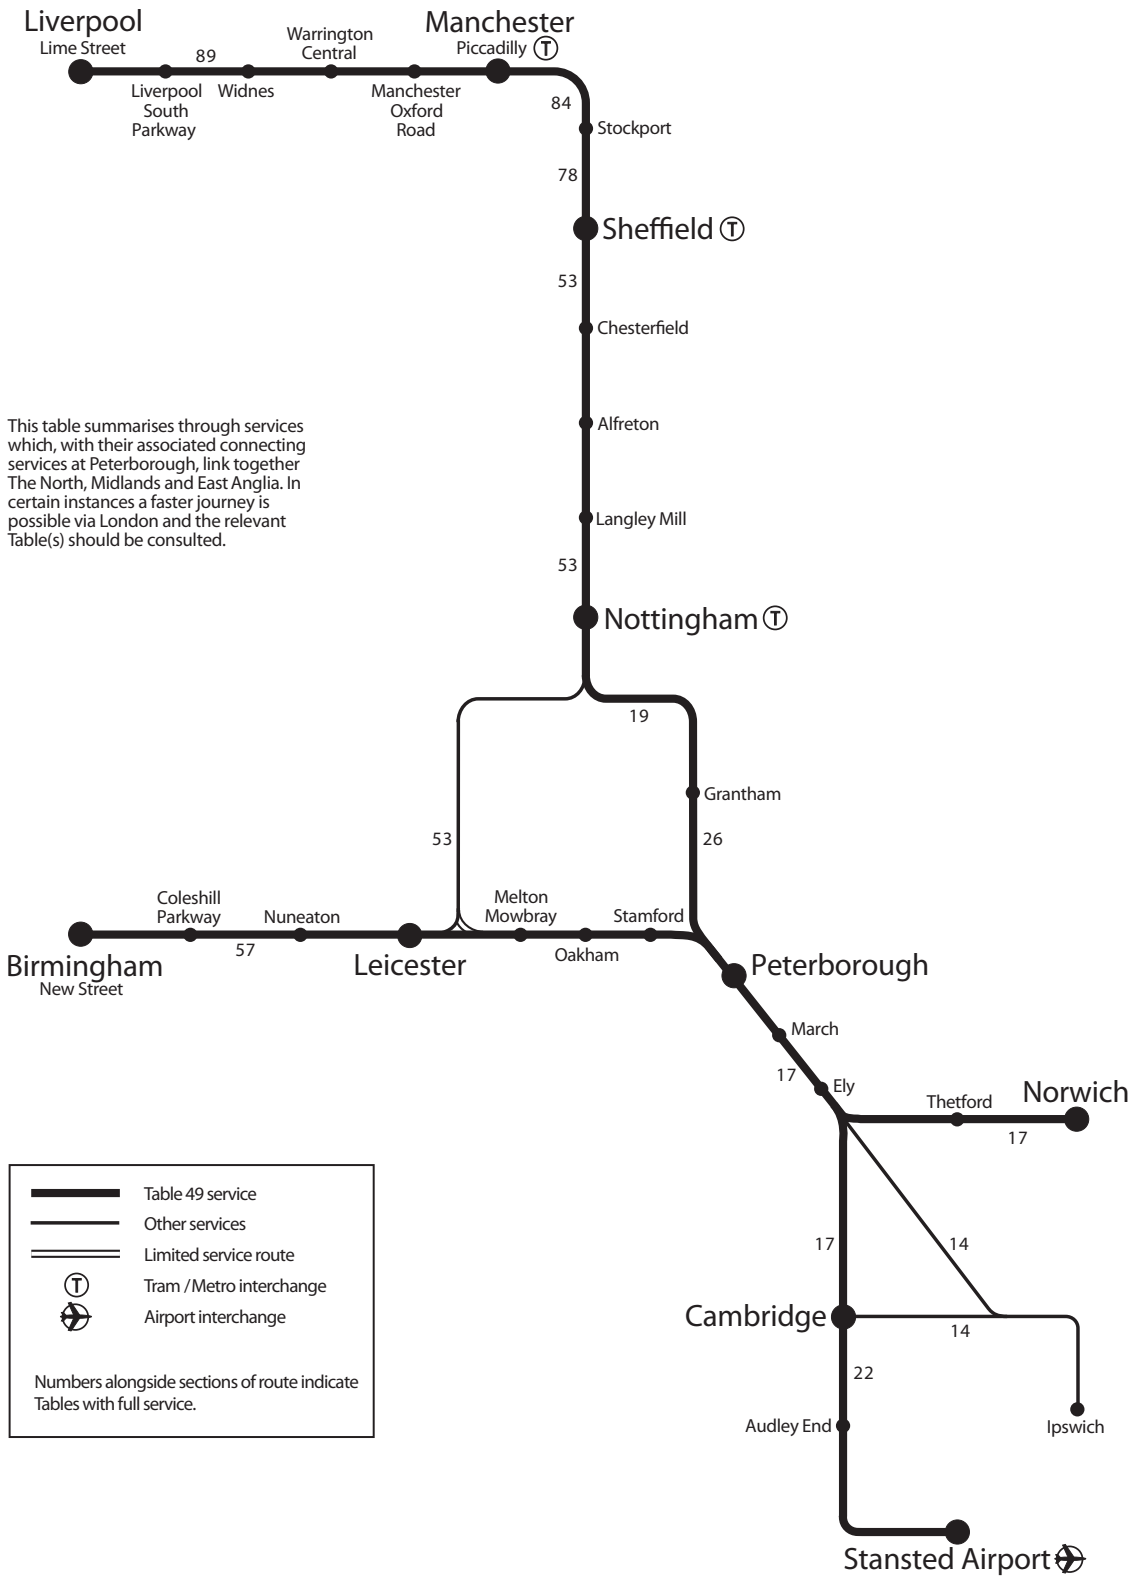 Liverpool
Lime Street
89
Warrington
Central
Manchester
Piccadilly T
Liverpool
South
Parkway
Widnes
Manchester
Oxford
Road
84
Stockport
78
Sheffield T
53
Chesterfield
Alfreton
This table summarises through services
which, with their associated connecting
services at Peterborough, link together
The North, Midlands and East Anglia. In
certain instances a faster journey is
possible via London and the relevant
Table(s) should be consulted.
Langley Mill
53
Nottingham T
19
Grantham
53
26
Coleshill
Parkway
Nuneaton
Melton
Mowbray
Stamford
57
Oakham
Birmingham
New Street
Leicester
Peterborough
March
17
Ely
Thetford
Norwich
17
Table 49 service
Other services
Limited service route
T Tram / Metro interchange
Airport interchange
Numbers alongside sections of route indicate
Tables with full service.
17
14
Cambridge
14
22
Audley End
Ipswich
Stansted Airport